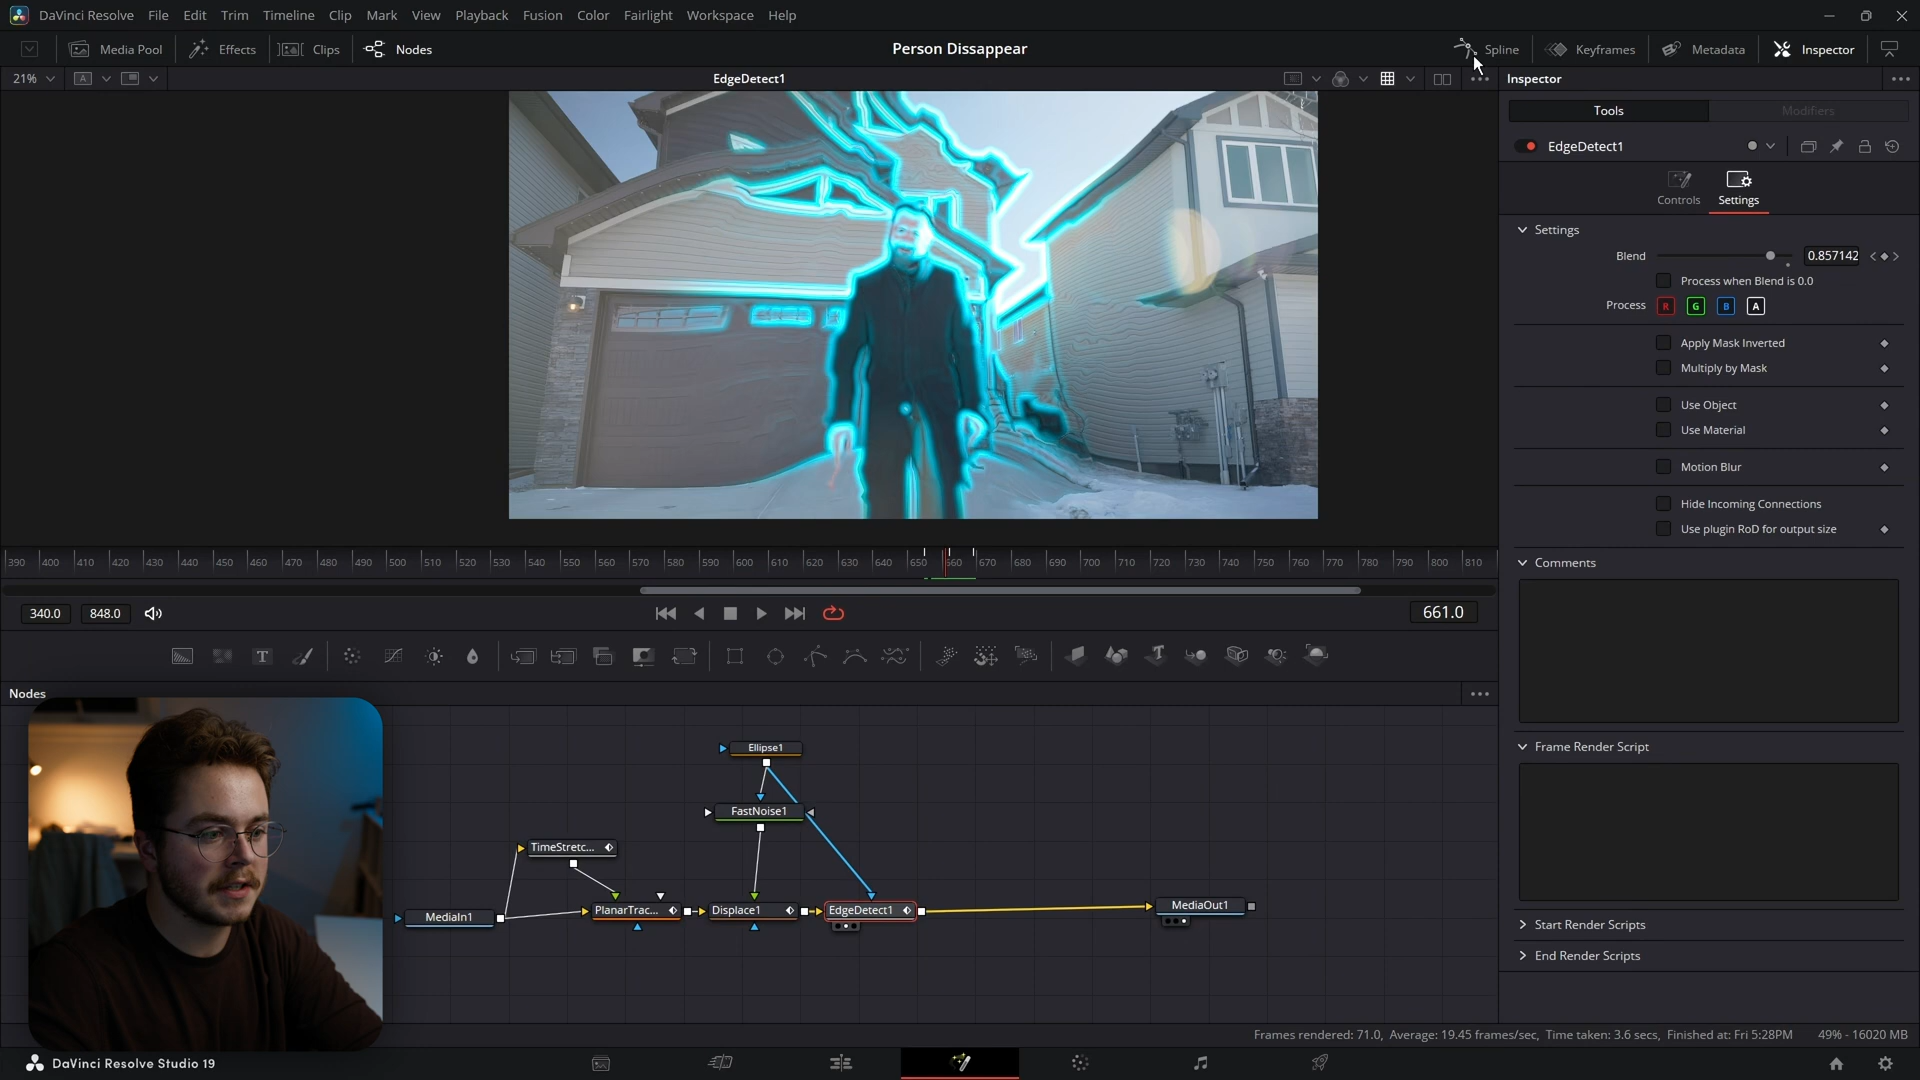 DaVinci Resolve File Edit Trim Timeline Clip Mark View Playback Fusion Color Fairlight Workspace Help
Media Pool Effects Clips Nodes Person Dissappear Spline Keyframes Metadata Inspector
21% A EdgeDetect1 Inspector
Tools Modifiers
EdgeDetect1
Controls Settings
Settings
Blend 0.857142
Process when Blend is 0.0
Process R G B A
Apply Mask Inverted
Multiply by Mask
Use Object
Use Material
Motion Blur
Hide Incoming Connections
Use plugin RoD for output size
390 400 420 430 440 450 460 470 480 490 500 510 520 530 540 550 560 570 580 590 600 610 620 630 640 650 660 670 680 690 700 710 720 730 740 750 760 770 780 790 800 810
Comments
340.0 848.0 661.0
T
Nodes
Frame Render Script
Ellipse1
FastNoise1
TimeStretc...
MediaIn1 PlanarTrac... Displace1 EdgeDetect1 MediaOut1
Start Render Scripts
End Render Scripts
Frames rendered: 71.0, Average: 19.45 frames/sec, Time taken: 3.6 secs, Finished at: Fri 5:28PM 49% - 16020 MB
DaVinci Resolve Studio 19